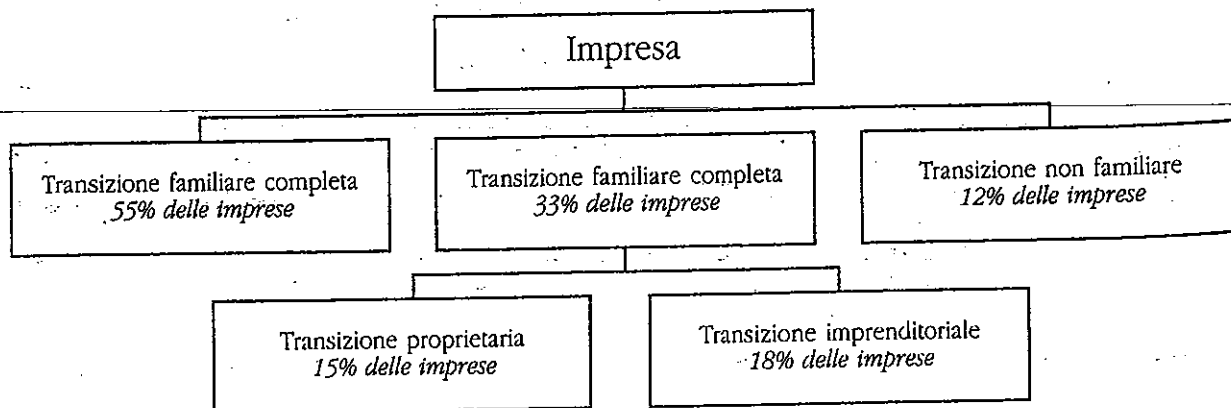 Impresa
Transizione familiare completa
55% delle imprese
Transizione familiare completa
33% delle imprese
Transizione non familiare
12% delle imprese
Transizione proprietaria
15% delle imprese
Transizione imprenditoriale
18% delle imprese